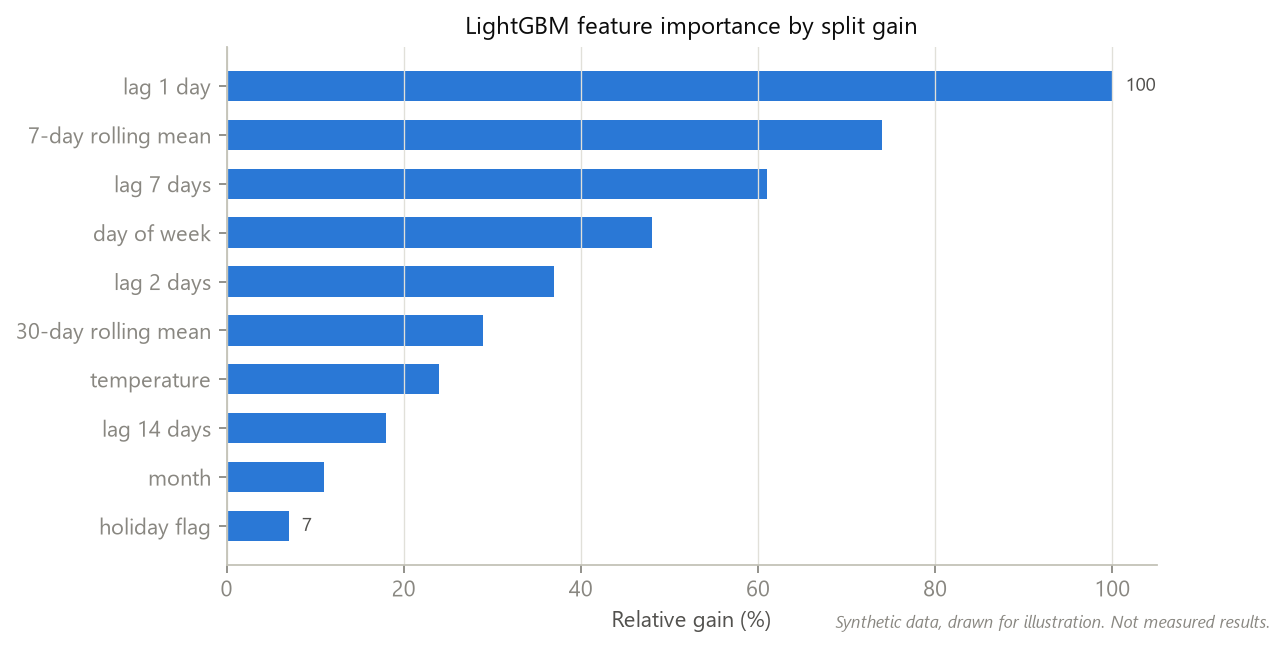 LightGBM feature importance by split gain
lag 1 day
100
7-day rolling mean
lag 7 days
day of week
lag 2 days
30-day rolling mean
temperature
lag 14 days
month
holiday flag
7
0 20 40 60 80 100
Relative gain (%)
Synthetic data, drawn for illustration. Not measured results.